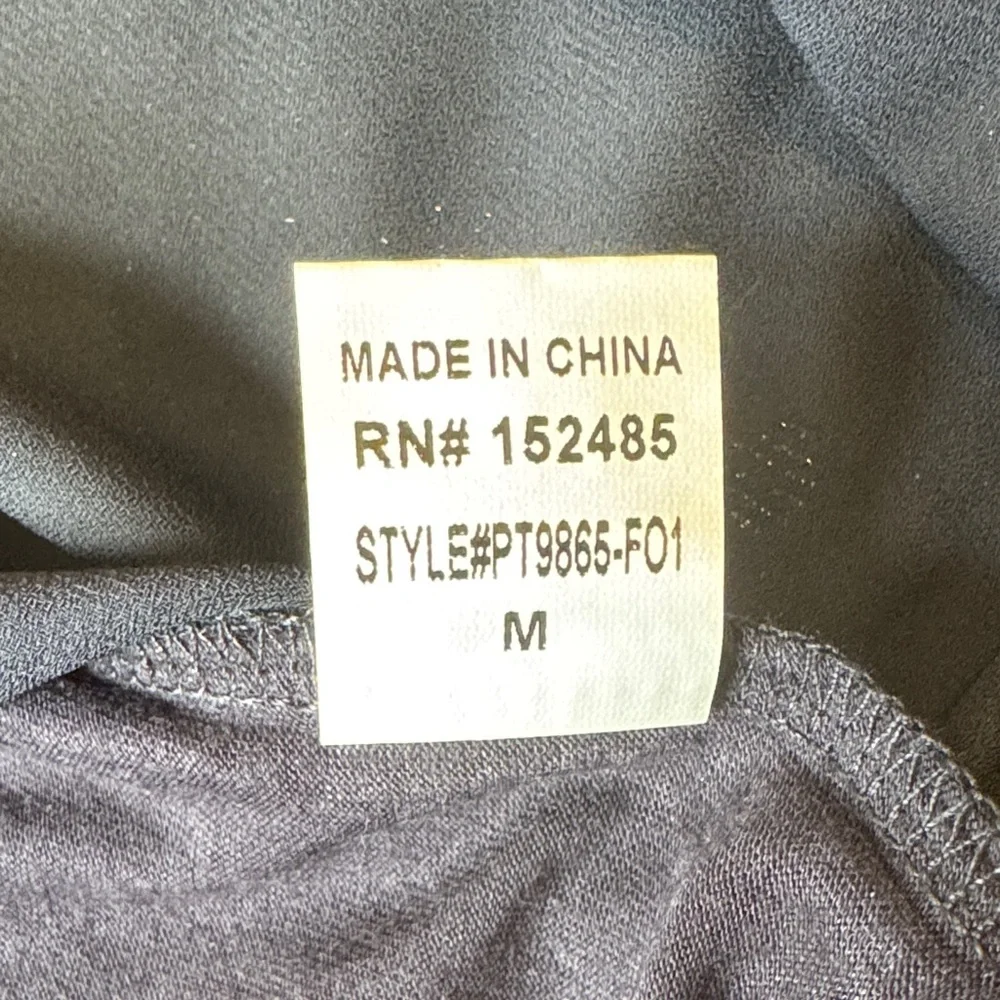 MADE IN CHINA
RN# 152485
STYLE#PT9865-FO1
M